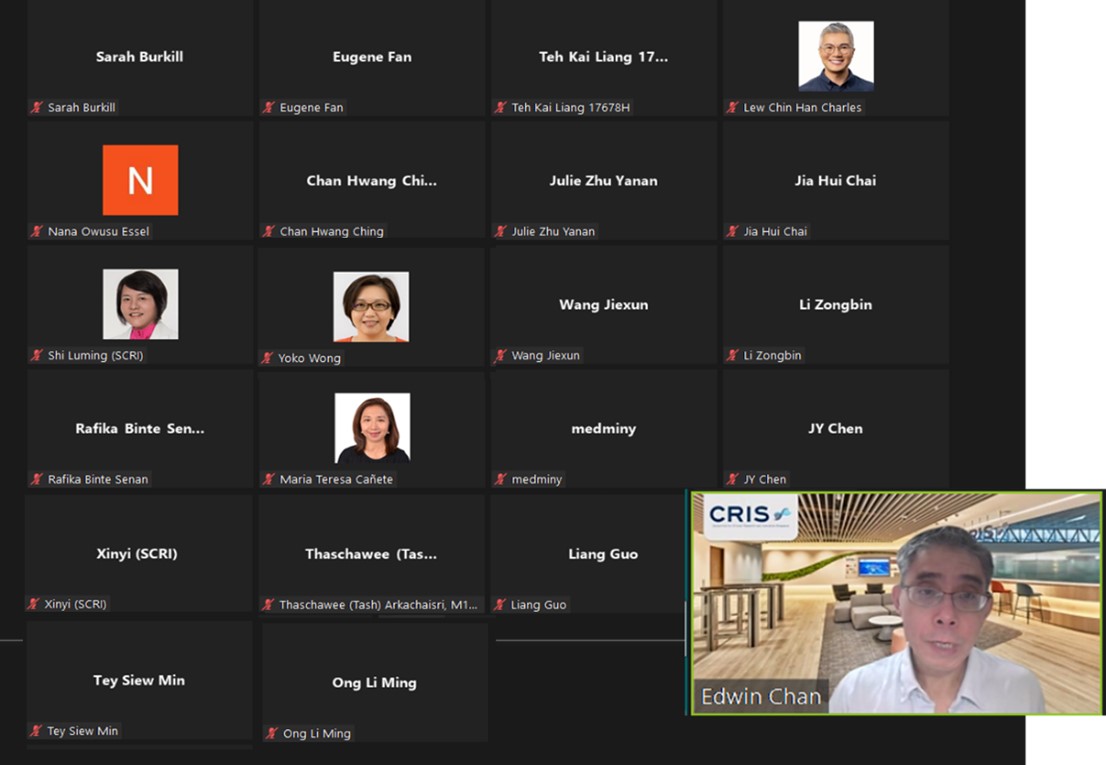 Sarah Burkill
Eugene Fan
Teh Kai Liang 17...
Sarah Burkill
Eugene Fan
Teh Kai Liang 17678H
Lew Chin Han Charles
N
Chan Hwang Chi...
Julie Zhu Yanan
Jia Hui Chai
Nana Owusu Essel
Chan Hwang Ching
Julie Zhu Yanan
Jia Hui Chai
Wang Jiexun
Li Zongbin
Shi Luming (SCRI)
Yoko Wong
Wang Jiexun
Li Zongbin
Rafika Binte Sen...
medminy
JY Chen
Rafika Binte Senan
Maria Teresa Cañete
medminy
JY Chen
CRIS
Xinyi (SCRI)
Thaschawee (Tas...
Liang Guo
Xinyi (SCRI)
Thaschawee (Tash) Arkachaisri, M1...
Liang Guo
Tey Siew Min
Ong Li Ming
Edwin Chan
Tey Siew Min
Ong Li Ming